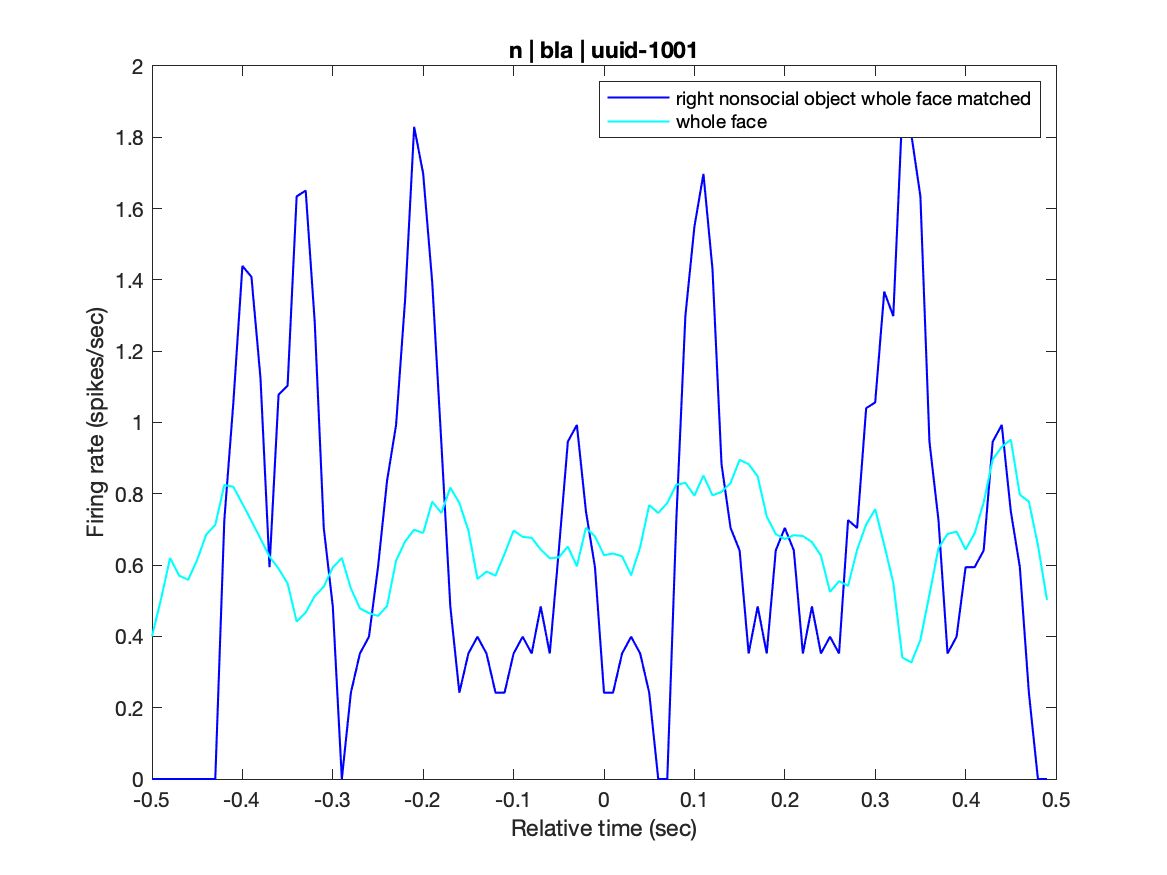 n | bla | uuid-1001
right nonsocial object whole face matched
whole face
Firing rate (spikes/sec)
2
1.8
1.6
1.4
1.2
1
0.8
0.6
0.4
0.2
0
-0.5 -0.4 -0.3 -0.2 -0.1 0 0.1 0.2 0.3 0.4 0.5
Relative time (sec)